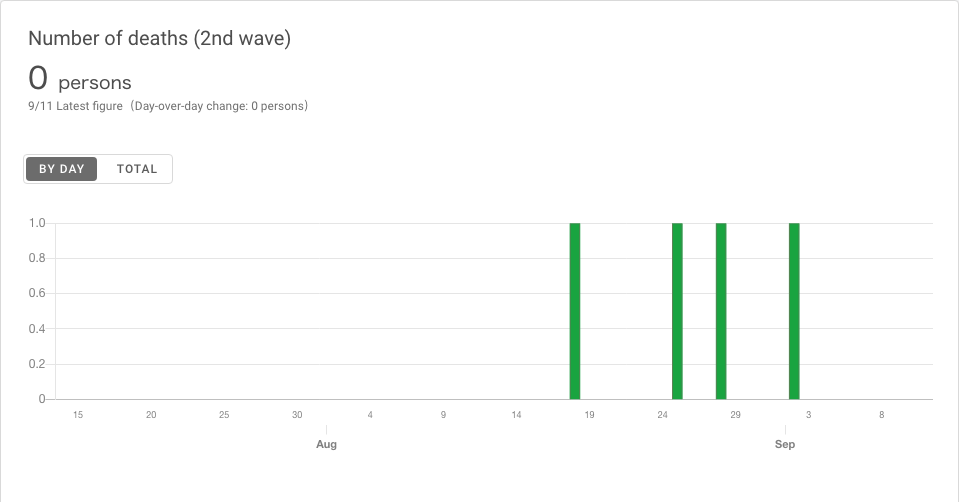 Number of deaths (2nd wave)
0 persons
9/11 Latest figure（Day-over-day change: 0 persons）
BY DAY TOTAL
1.0
0.8
0.6
0.4
0.2
0
15 20 25 30 4 9 14 19 24 29 3 8
Aug Sep